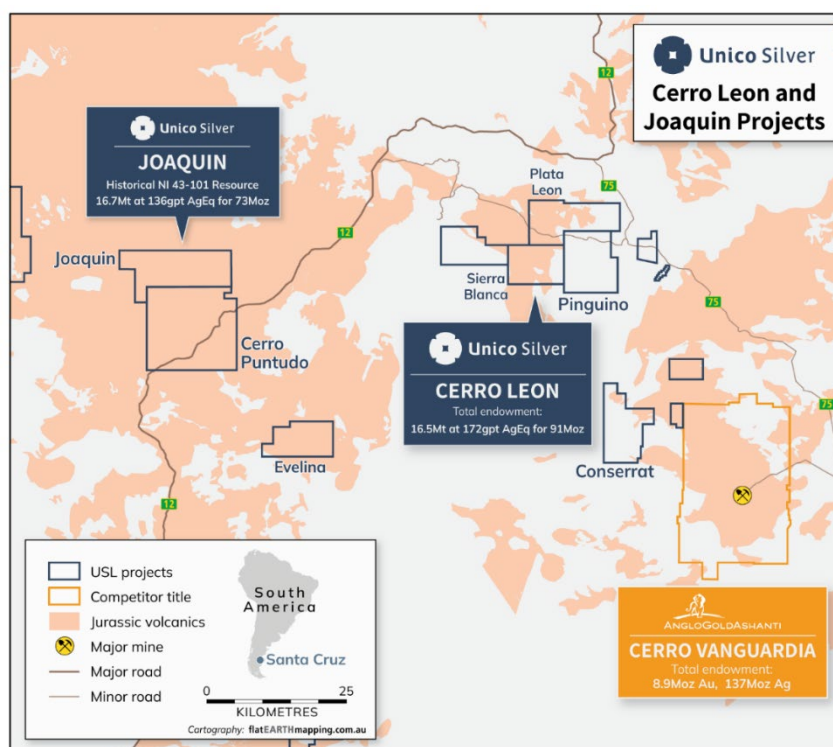 Unico Silver
Cerro Leon and
Joaquin Projects
12
Unico Silver
JOAQUIN
Historical NI 43-101 Resource
16.7Mt at 136gpt AgEq for 73Moz
Plata
Leon
75
12
Joaquin
Sierra
Blanca
Pinguino
75
Cerro
Puntudo
Unico Silver
CERRO LEON
Total endowment:
16.5Mt at 172gpt AgEq for 91Moz
75
Evelina
Conserrat
12
USL projects
Competitor title
Jurassic volcanics
Major mine
Major road
Minor road
South
America
Santa Cruz
0 25
KILOMETRES
Cartography: flatEARTHmapping.com.au
ANGLOGOLDASHANTI
CERRO VANGUARDIA
Total endowment:
8.9Moz Au, 137Moz Ag